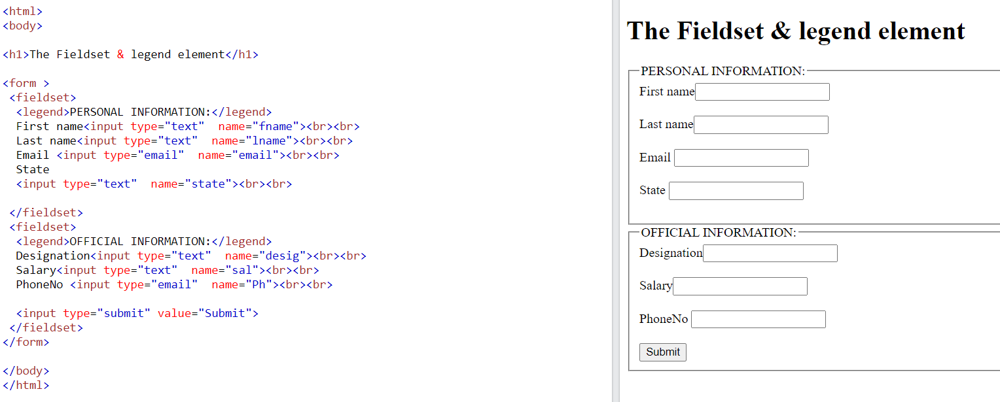 <html>
<body>
<h1>The Fieldset & legend element</h1>
<form >
<fieldset>
<legend>PERSONAL INFORMATION:</legend>
First name<input type="text"  name="fname"><br><br>
Last name<input type="text"  name="lname"><br><br>
Email <input type="email"  name="email"><br><br>
State
<input type="text"  name="state"><br><br>
</fieldset>
<fieldset>
<legend>OFFICIAL INFORMATION:</legend>
Designation<input type="text"  name="desig"><br><br>
Salary<input type="text"  name="sal"><br><br>
PhoneNo <input type="email"  name="Ph"><br><br>
<input type="submit" value="Submit">
</fieldset>
</form>
</body>
</html>
The Fieldset & legend element
PERSONAL INFORMATION:
First name
Last name
Email
State
OFFICIAL INFORMATION:
Designation
Salary
PhoneNo
Submit